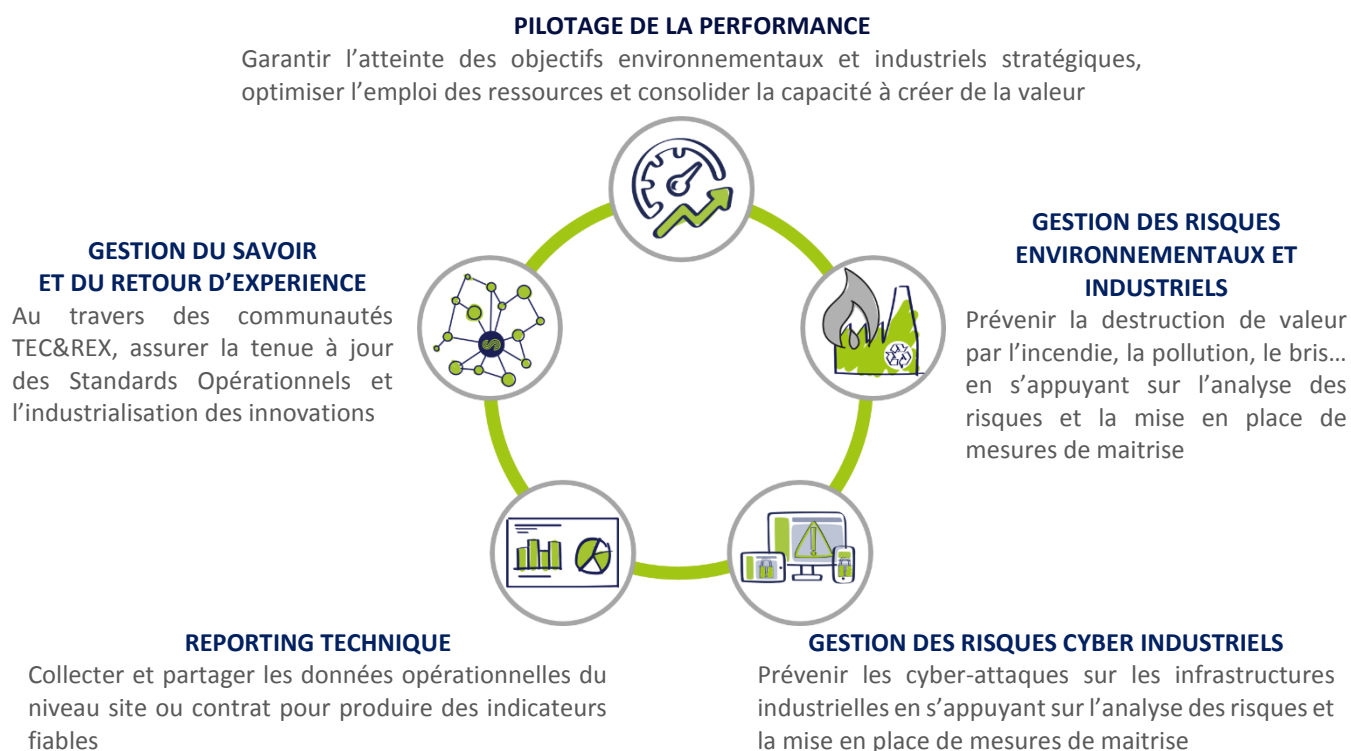 PILOTAGE DE LA PERFORMANCE
Garantir l’atteinte des objectifs environnementaux et industriels stratégiques,
optimiser l’emploi des ressources et consolider la capacité à créer de la valeur
GESTION DU SAVOIR
ET DU RETOUR D’EXPERIENCE
Au travers des communautés
TEC&REX, assurer la tenue à jour
des Standards Opérationnels et
l’industrialisation des innovations
GESTION DES RISQUES
ENVIRONNEMENTAUX ET
INDUSTRIELS
Prévenir la destruction de valeur
par l’incendie, la pollution, le bris…
en s’appuyant sur l’analyse des
risques et la mise en place de
mesures de maitrise
REPORTING TECHNIQUE
Collecter et partager les données opérationnelles du
niveau site ou contrat pour produire des indicateurs
fiables
GESTION DES RISQUES CYBER INDUSTRIELS
Prévenir les cyber-attaques sur les infrastructures
industrielles en s’appuyant sur l’analyse des risques et
la mise en place de mesures de maitrise